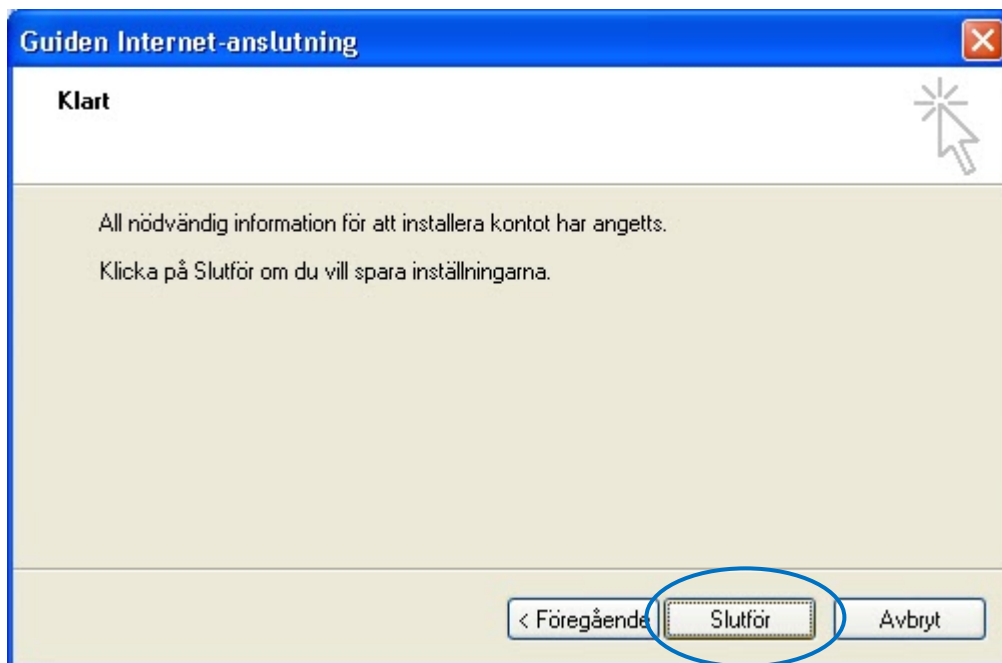 Guiden Internet-anslutning
Klart
All nödvändig information för att installera kontot har angetts.
Klicka på Slutför om du vill spara inställningarna.
< Föregående
Slutför
Avbryt